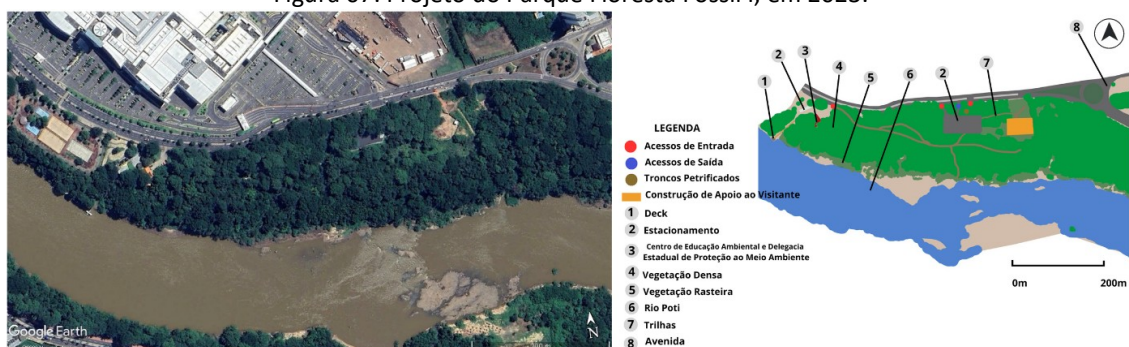 Figura 07: Projeto do Parque Floresta Fóssil I, em 2023.
Google Earth
N
1
2
3
4
5
6
2
7
8
LEGENDA
Acessos de Entrada
Acessos de Saída
Troncos Petrificados
Construção de Apoio ao Visitante
1 Deck
2 Estacionamento
3 Centro de Educação Ambiental e Delegacia
Estadual de Proteção ao Meio Ambiente
4 Vegetação Densa
5 Vegetação Rasteira
6 Rio Poti
7 Trilhas
8 Avenida
0m 200m